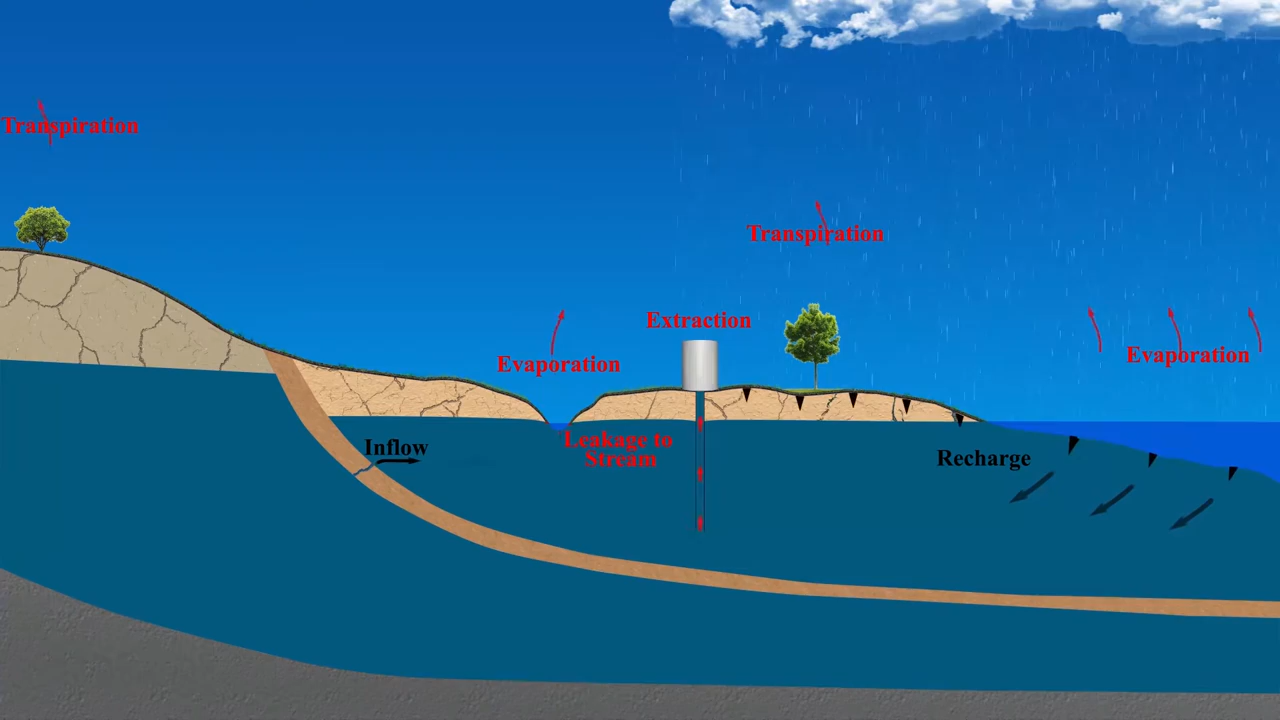 Transpiration
Transpiration
Extraction
Evaporation
Evaporation
Leakage to
Stream
Inflow
Recharge